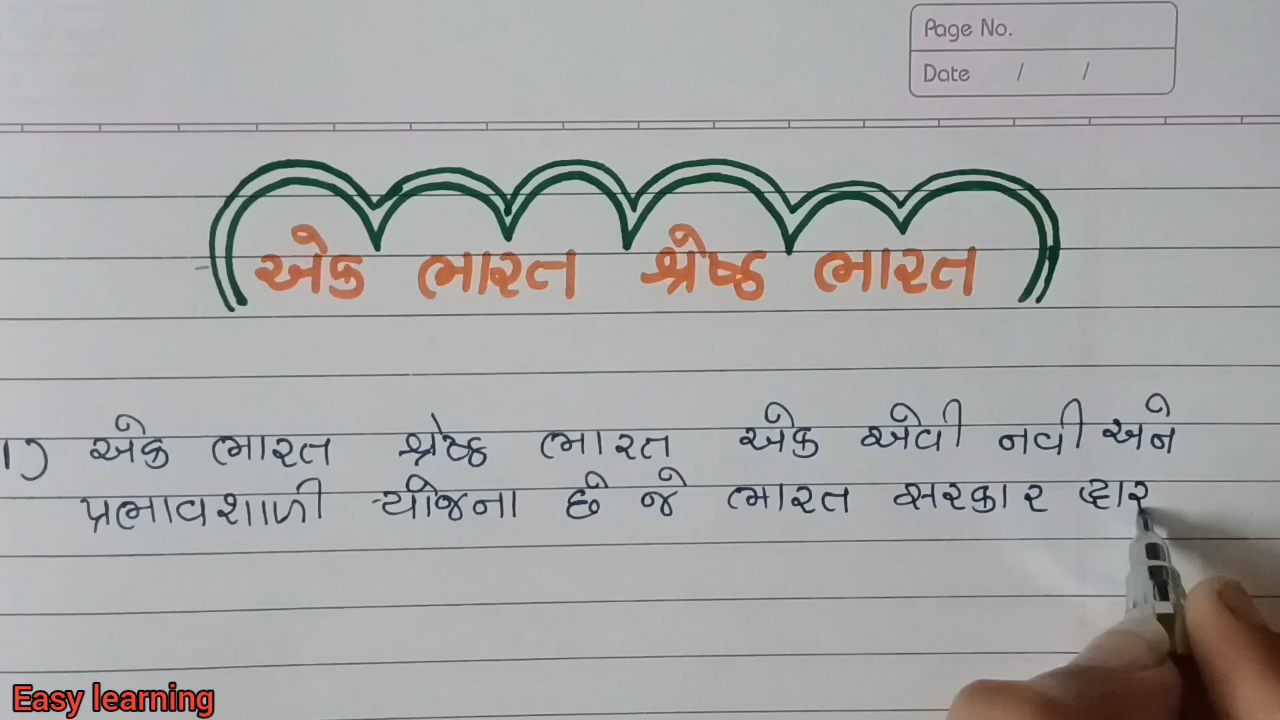 Page No.
Date / /
એક ભારત શ્રેષ્ઠ ભારત
1) એક ભારત શ્રેષ્ઠ ભારત એક એવી નવી અને
પ્રભાવશાળી યોજના છે જે ભારત સરકાર દ્વાર
Easy learning